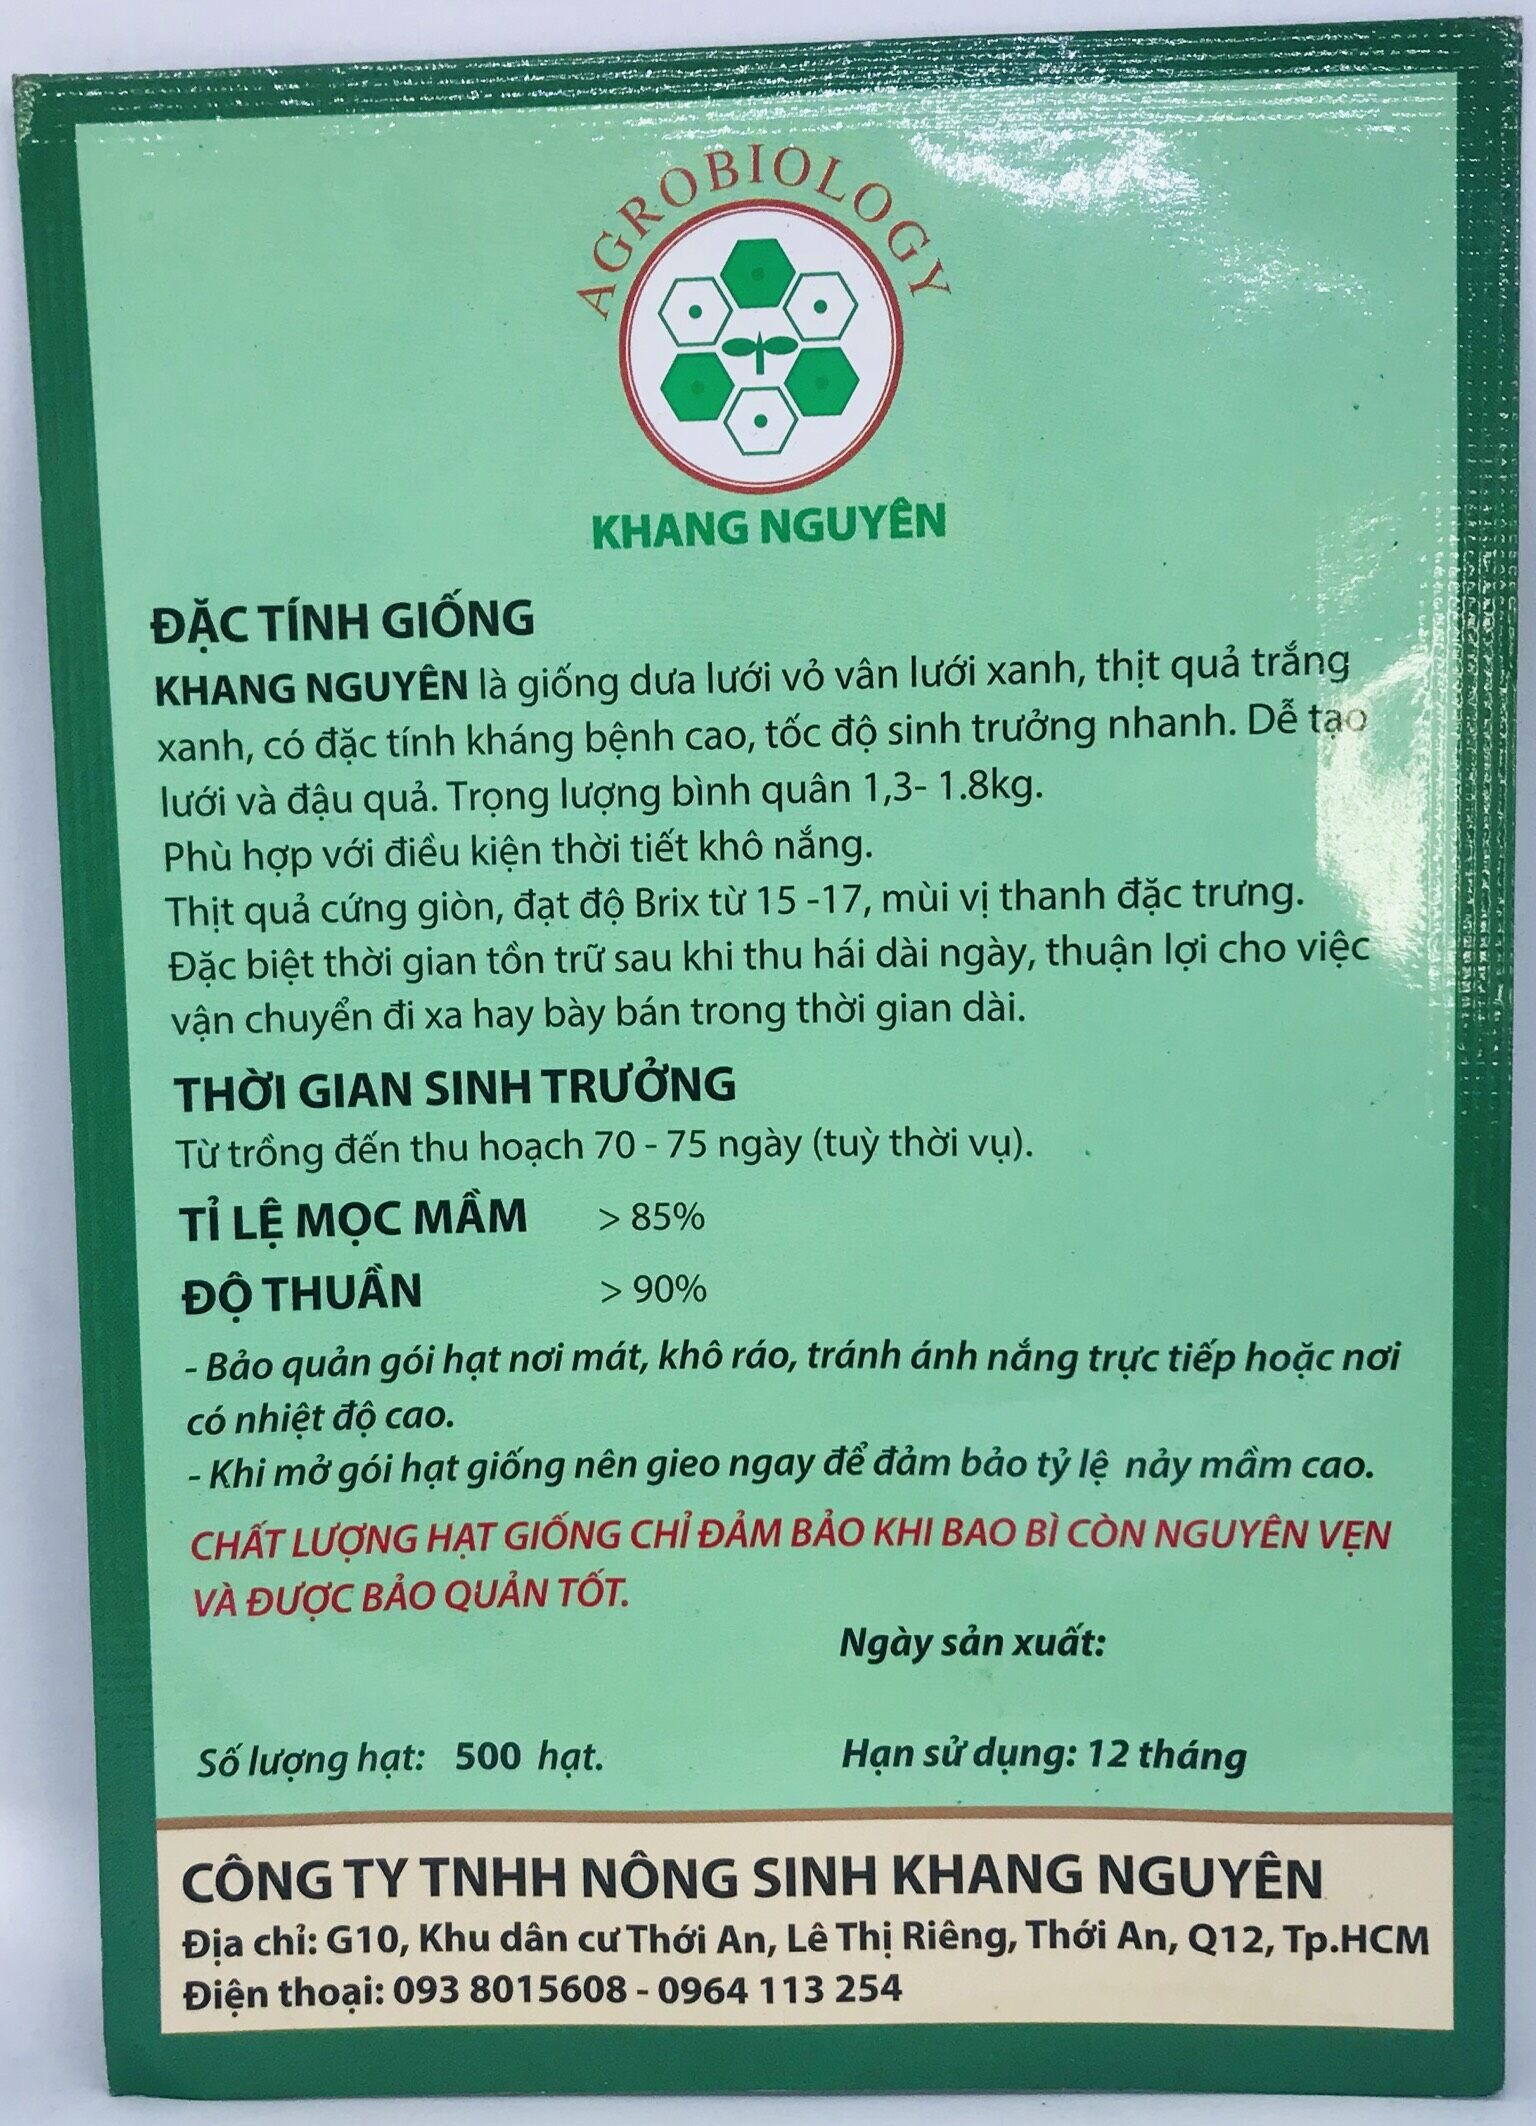 AGROBIOLOGY
KHANG NGUYÊN
ĐẶC TÍNH GIỐNG
KHANG NGUYÊN là giống dưa lưới vỏ vân lưới xanh, thịt quả trắng
xanh, có đặc tính kháng bệnh cao, tốc độ sinh trưởng nhanh. Dễ tạo
lưới và đậu quả. Trọng lượng bình quân 1,3- 1.8kg.
Phù hợp với điều kiện thời tiết khô nắng.
Thịt quả cứng giòn, đạt độ Brix từ 15 -17, mùi vị thanh đặc trưng.
Đặc biệt thời gian tồn trữ sau khi thu hái dài ngày, thuận lợi cho việc
vận chuyển đi xa hay bày bán trong thời gian dài.
THỜI GIAN SINH TRƯỞNG
Từ trồng đến thu hoạch 70 - 75 ngày (tuỳ thời vụ).
TỈ LỆ MỌC MẦM > 85%
ĐỘ THUẦN > 90%
- Bảo quản gói hạt nơi mát, khô ráo, tránh ánh nắng trực tiếp hoặc nơi
có nhiệt độ cao.
- Khi mở gói hạt giống nên gieo ngay để đảm bảo tỷ lệ nảy mầm cao.
CHẤT LƯỢNG HẠT GIỐNG CHỈ ĐẢM BẢO KHI BAO BÌ CÒN NGUYÊN VẸN
VÀ ĐƯỢC BẢO QUẢN TỐT.
Ngày sản xuất:
Số lượng hạt: 500 hạt. Hạn sử dụng: 12 tháng
CÔNG TY TNHH NÔNG SINH KHANG NGUYÊN
Địa chỉ: G10, Khu dân cư Thới An, Lê Thị Riêng, Thới An, Q12, Tp.HCM
Điện thoại: 093 8015608 - 0964 113 254